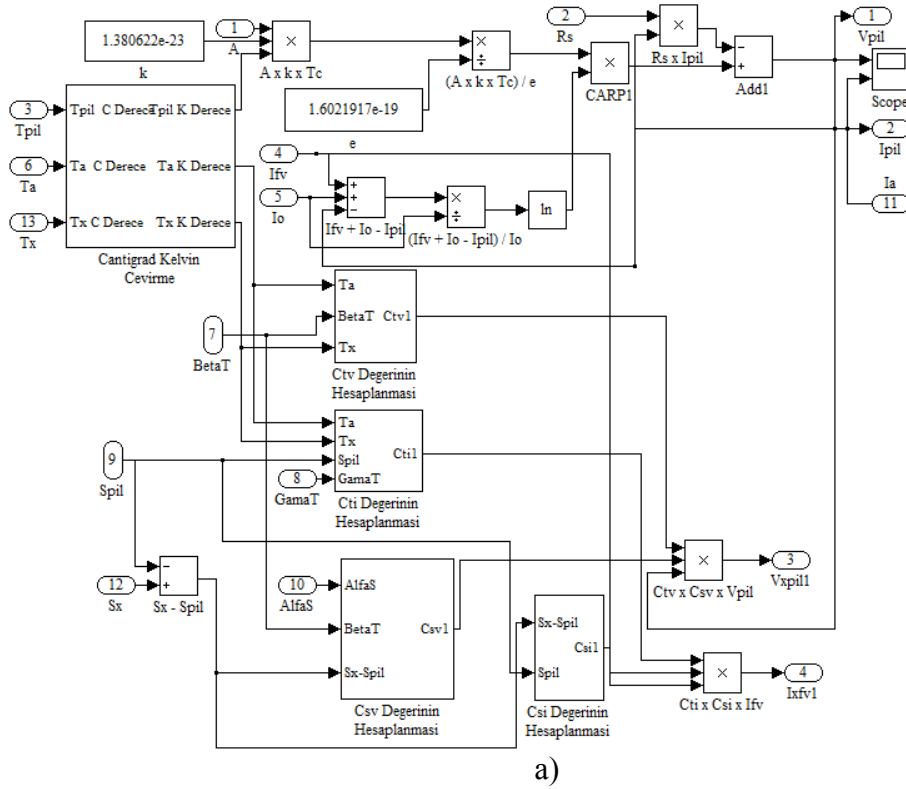 1
A
1.380622e-23
k
×
A x k x Tc
×
÷
(A x k x Tc) / e
1.6021917e-19
e
2
Rs
×
Rs x Ipil
×
CARP1
−
+
Add1
1
Vpil
Scope
2
Ipil
Ia
11
3
Tpil
6
Ta
13
Tx
Tpil C Derece
Tpil K Derece
Ta C Derece
Ta K Derece
Tx C Derece
Tx K Derece
Cantigrad Kelvin
Cevirme
4
Ifv
5
Io
+
+
−
Ifv + Io - Ipil
×
÷
(Ifv + Io - Ipil) / Io
ln
7
BetaT
Ta
BetaT
Tx
Ctv1
Ctv Degerinin
Hesaplanmasi
9
Spil
8
GamaT
Ta
Tx
Spil
GamaT
Cti1
Cti Degerinin
Hesaplanmasi
12
Sx
−
+
Sx - Spil
10
AlfaS
AlfaS
BetaT
Sx-Spil
Csv1
Csv Degerinin
Hesaplanmasi
Sx-Spil
Spil
Csi1
Csi Degerinin
Hesaplanmasi
×
Ctv x Csv x Vpil
3
Vxpil1
×
Cti x Csi x Ifv
4
Ixfv1
a)